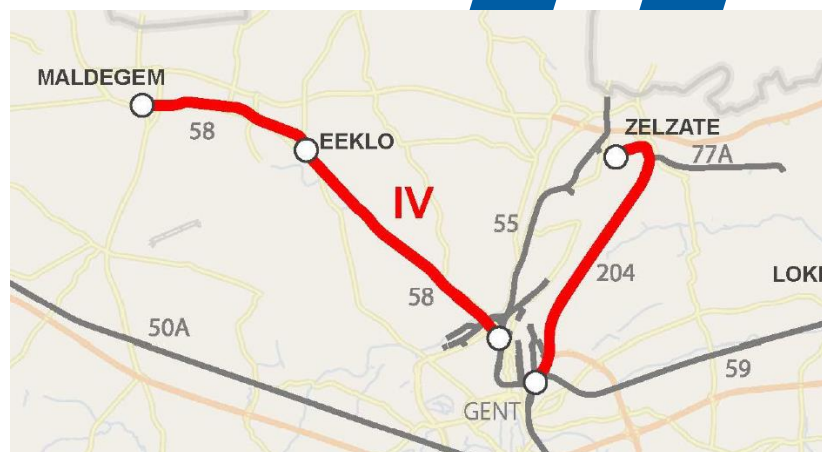 MALDEGEM
58
EEKLO
ZELZATE
77A
IV
55
204
58
50A
59
GENT